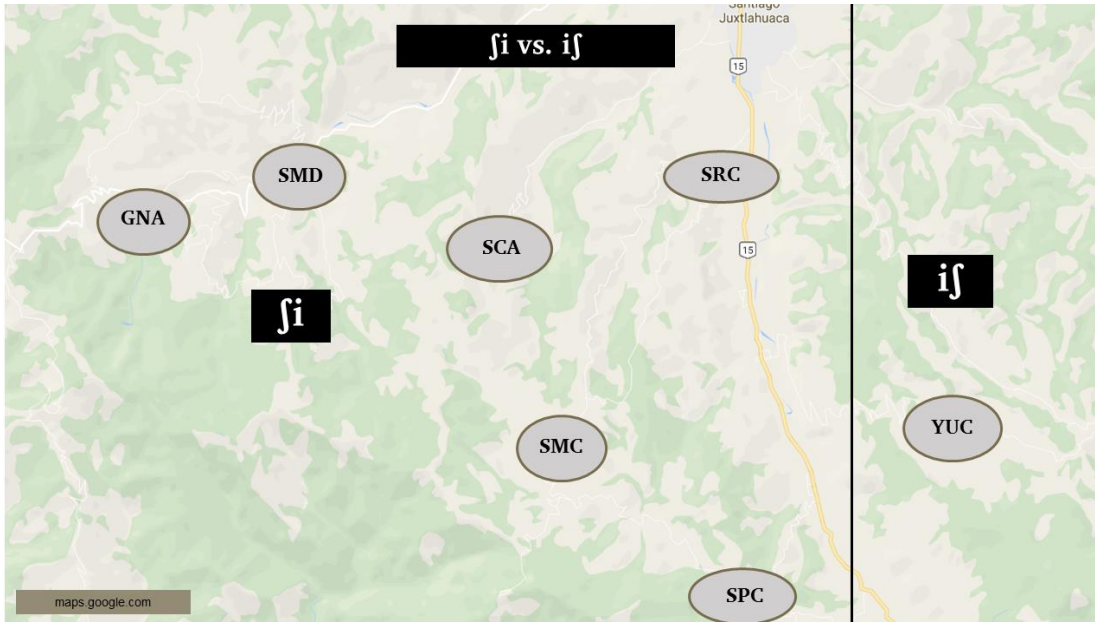 Santiago
Juxtlahuaca
ʃi vs. iʃ
15
SMD
SRC
GNA
SCA
15
ʃi
iʃ
SMC
YUC
SPC
maps.google.com